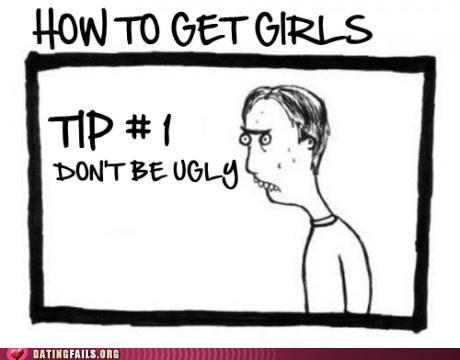 HOW TO GET GIRLS
TIP # 1
DON'T BE UGLY
DATINGFAILS.ORG